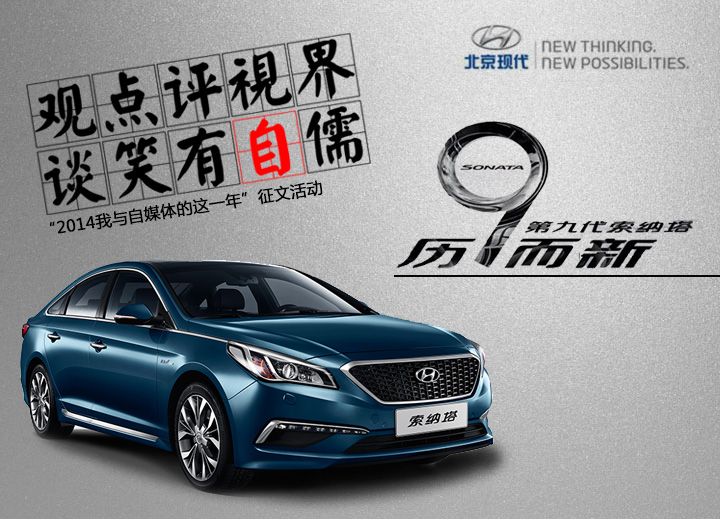 观点评視界
谈笑有自儒
“2014我与自媒体的这一年”征文活动
北京现代
NEW THINKING.
NEW POSSIBILITIES.
SONATA
9
第九代索纳塔
历 而新
索纳塔